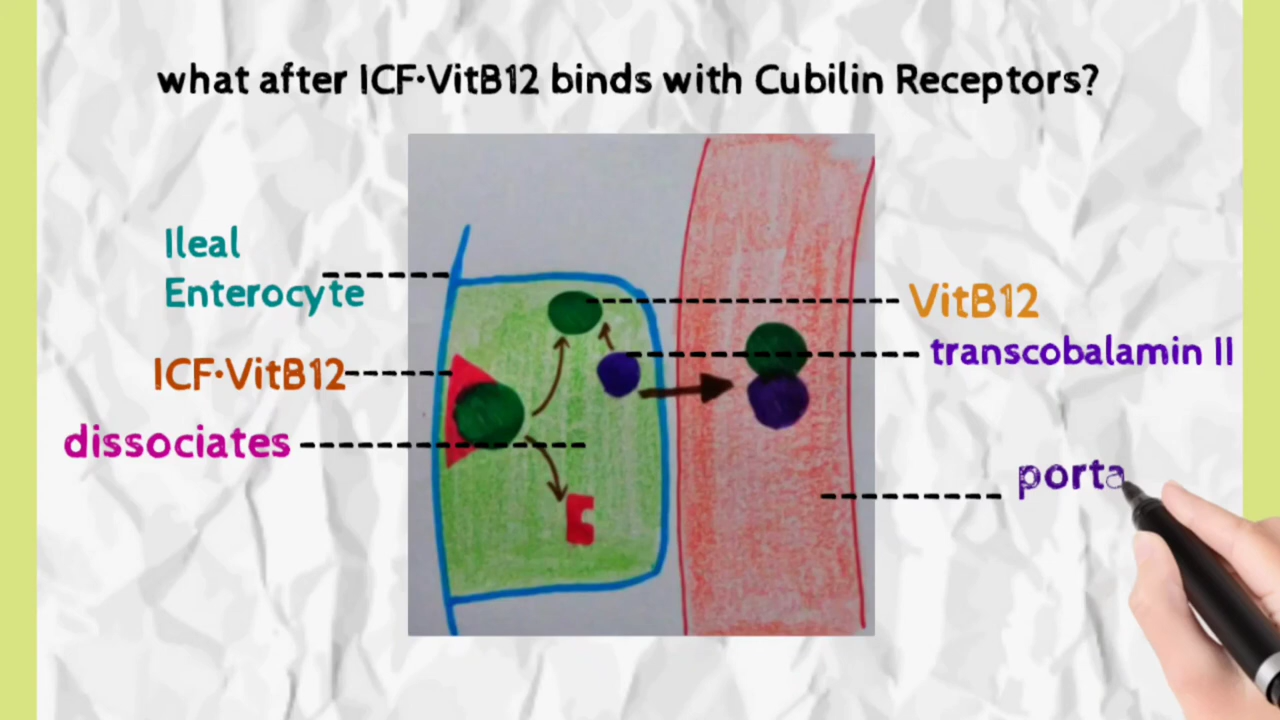 what after ICF·VitB12 binds with Cubilin Receptors?
Ileal
Enterocyte
ICF·VitB12
dissociates
VitB12
transcobalamin II
porta